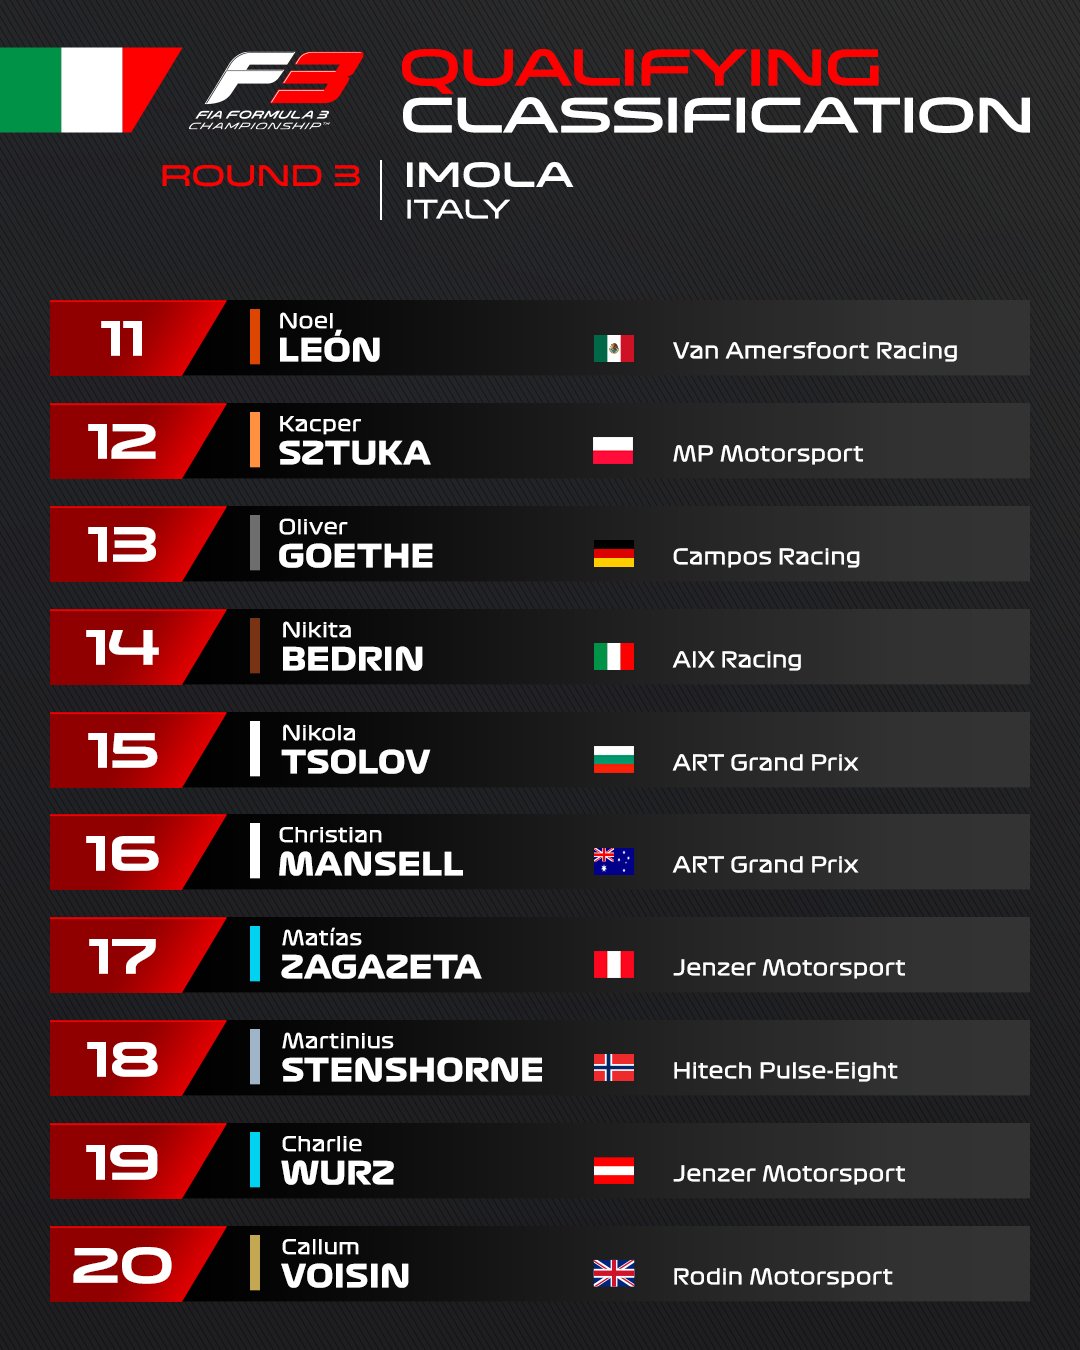 F3
FIA FORMULA 3
CHAMPIONSHIP™
QUALIFYING
CLASSIFICATION
ROUND 3
IMOLA
ITALY
11 Noel LEÓN Van Amersfoort Racing
12 Kacper SZTUKA MP Motorsport
13 Oliver GOETHE Campos Racing
14 Nikita BEDRIN AIX Racing
15 Nikola TSOLOV ART Grand Prix
16 Christian MANSELL ART Grand Prix
17 Matías ZAGAZETA Jenzer Motorsport
18 Martinius STENSHORNE Hitech Pulse-Eight
19 Charlie WURZ Jenzer Motorsport
20 Callum VOISIN Rodin Motorsport